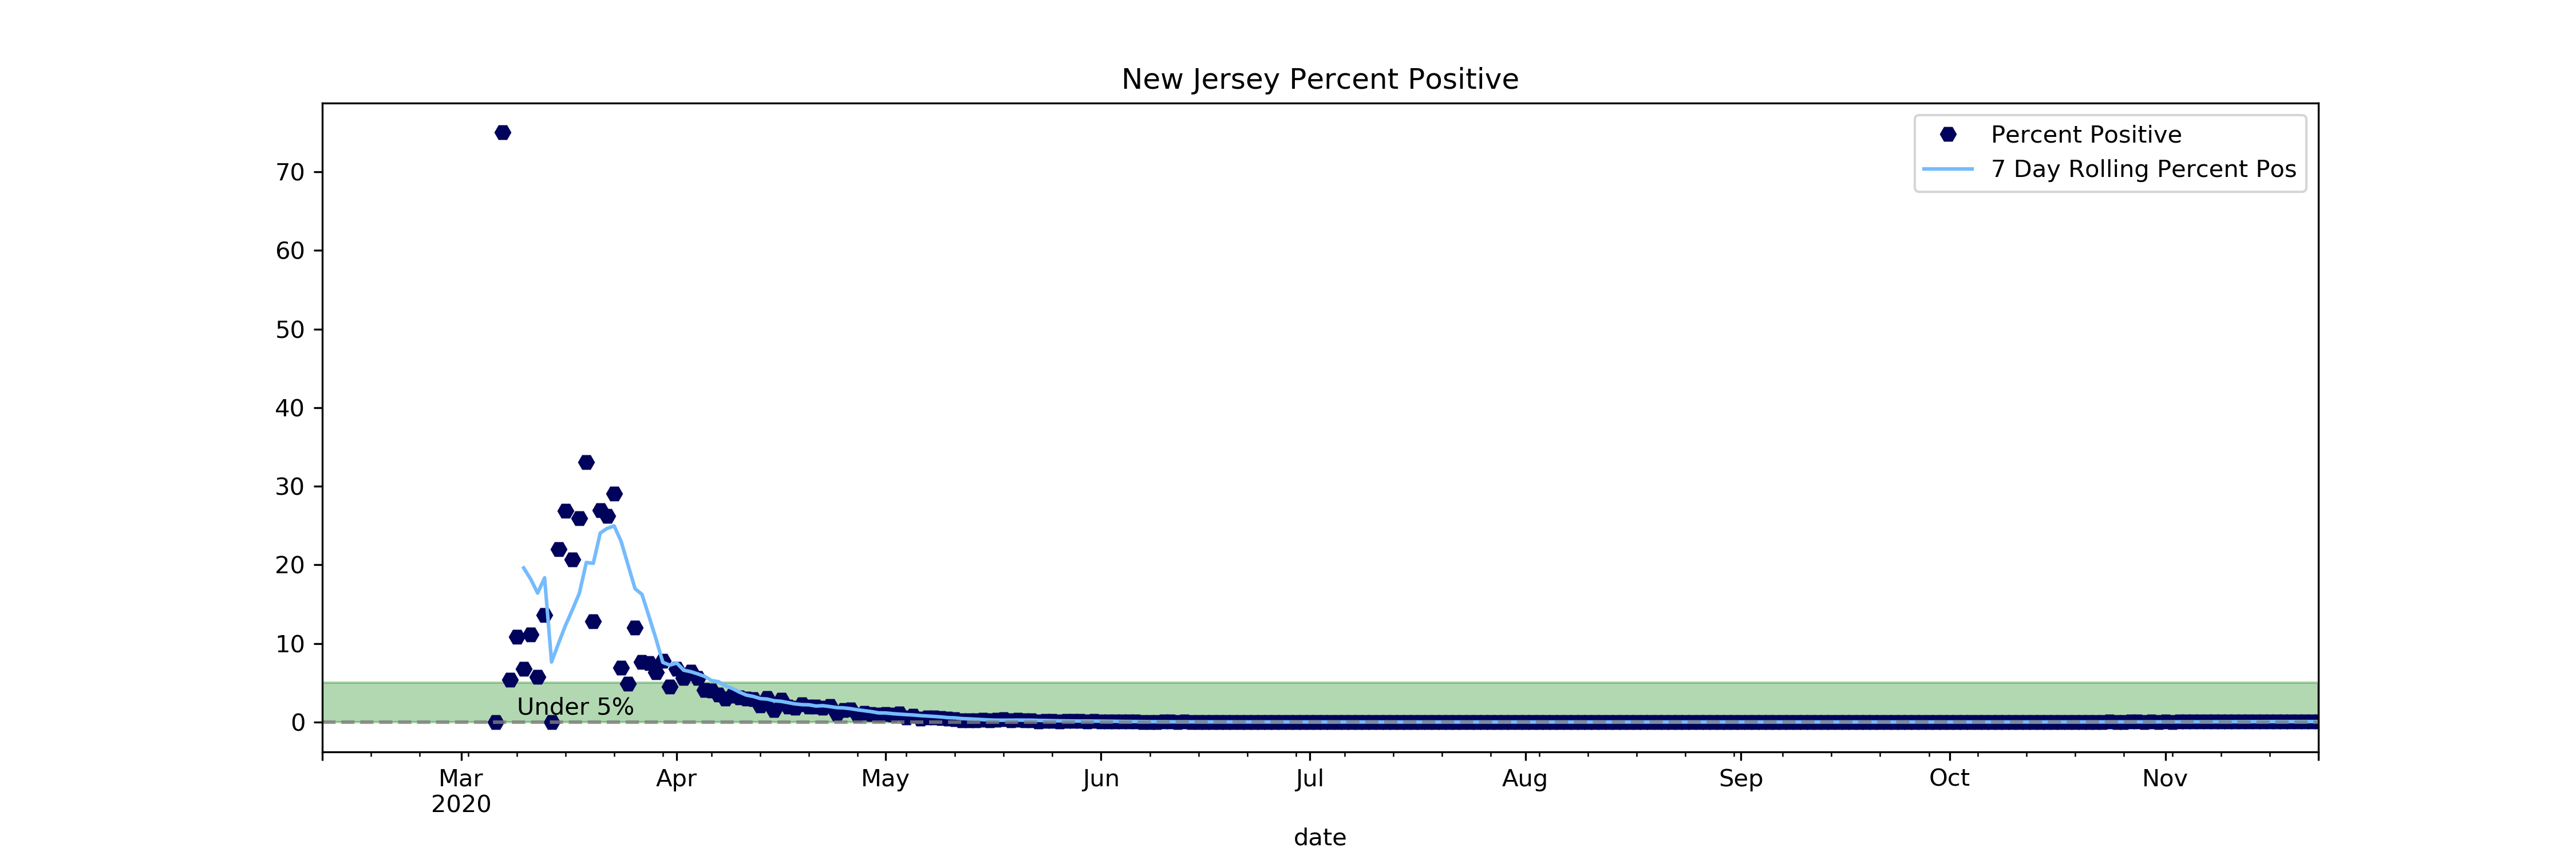 New Jersey Percent Positive
Percent Positive
7 Day Rolling Percent Pos
70
60
50
40
30
20
10
0
Under 5%
Mar
2020
Apr
May
Jun
Jul
Aug
Sep
Oct
Nov
date